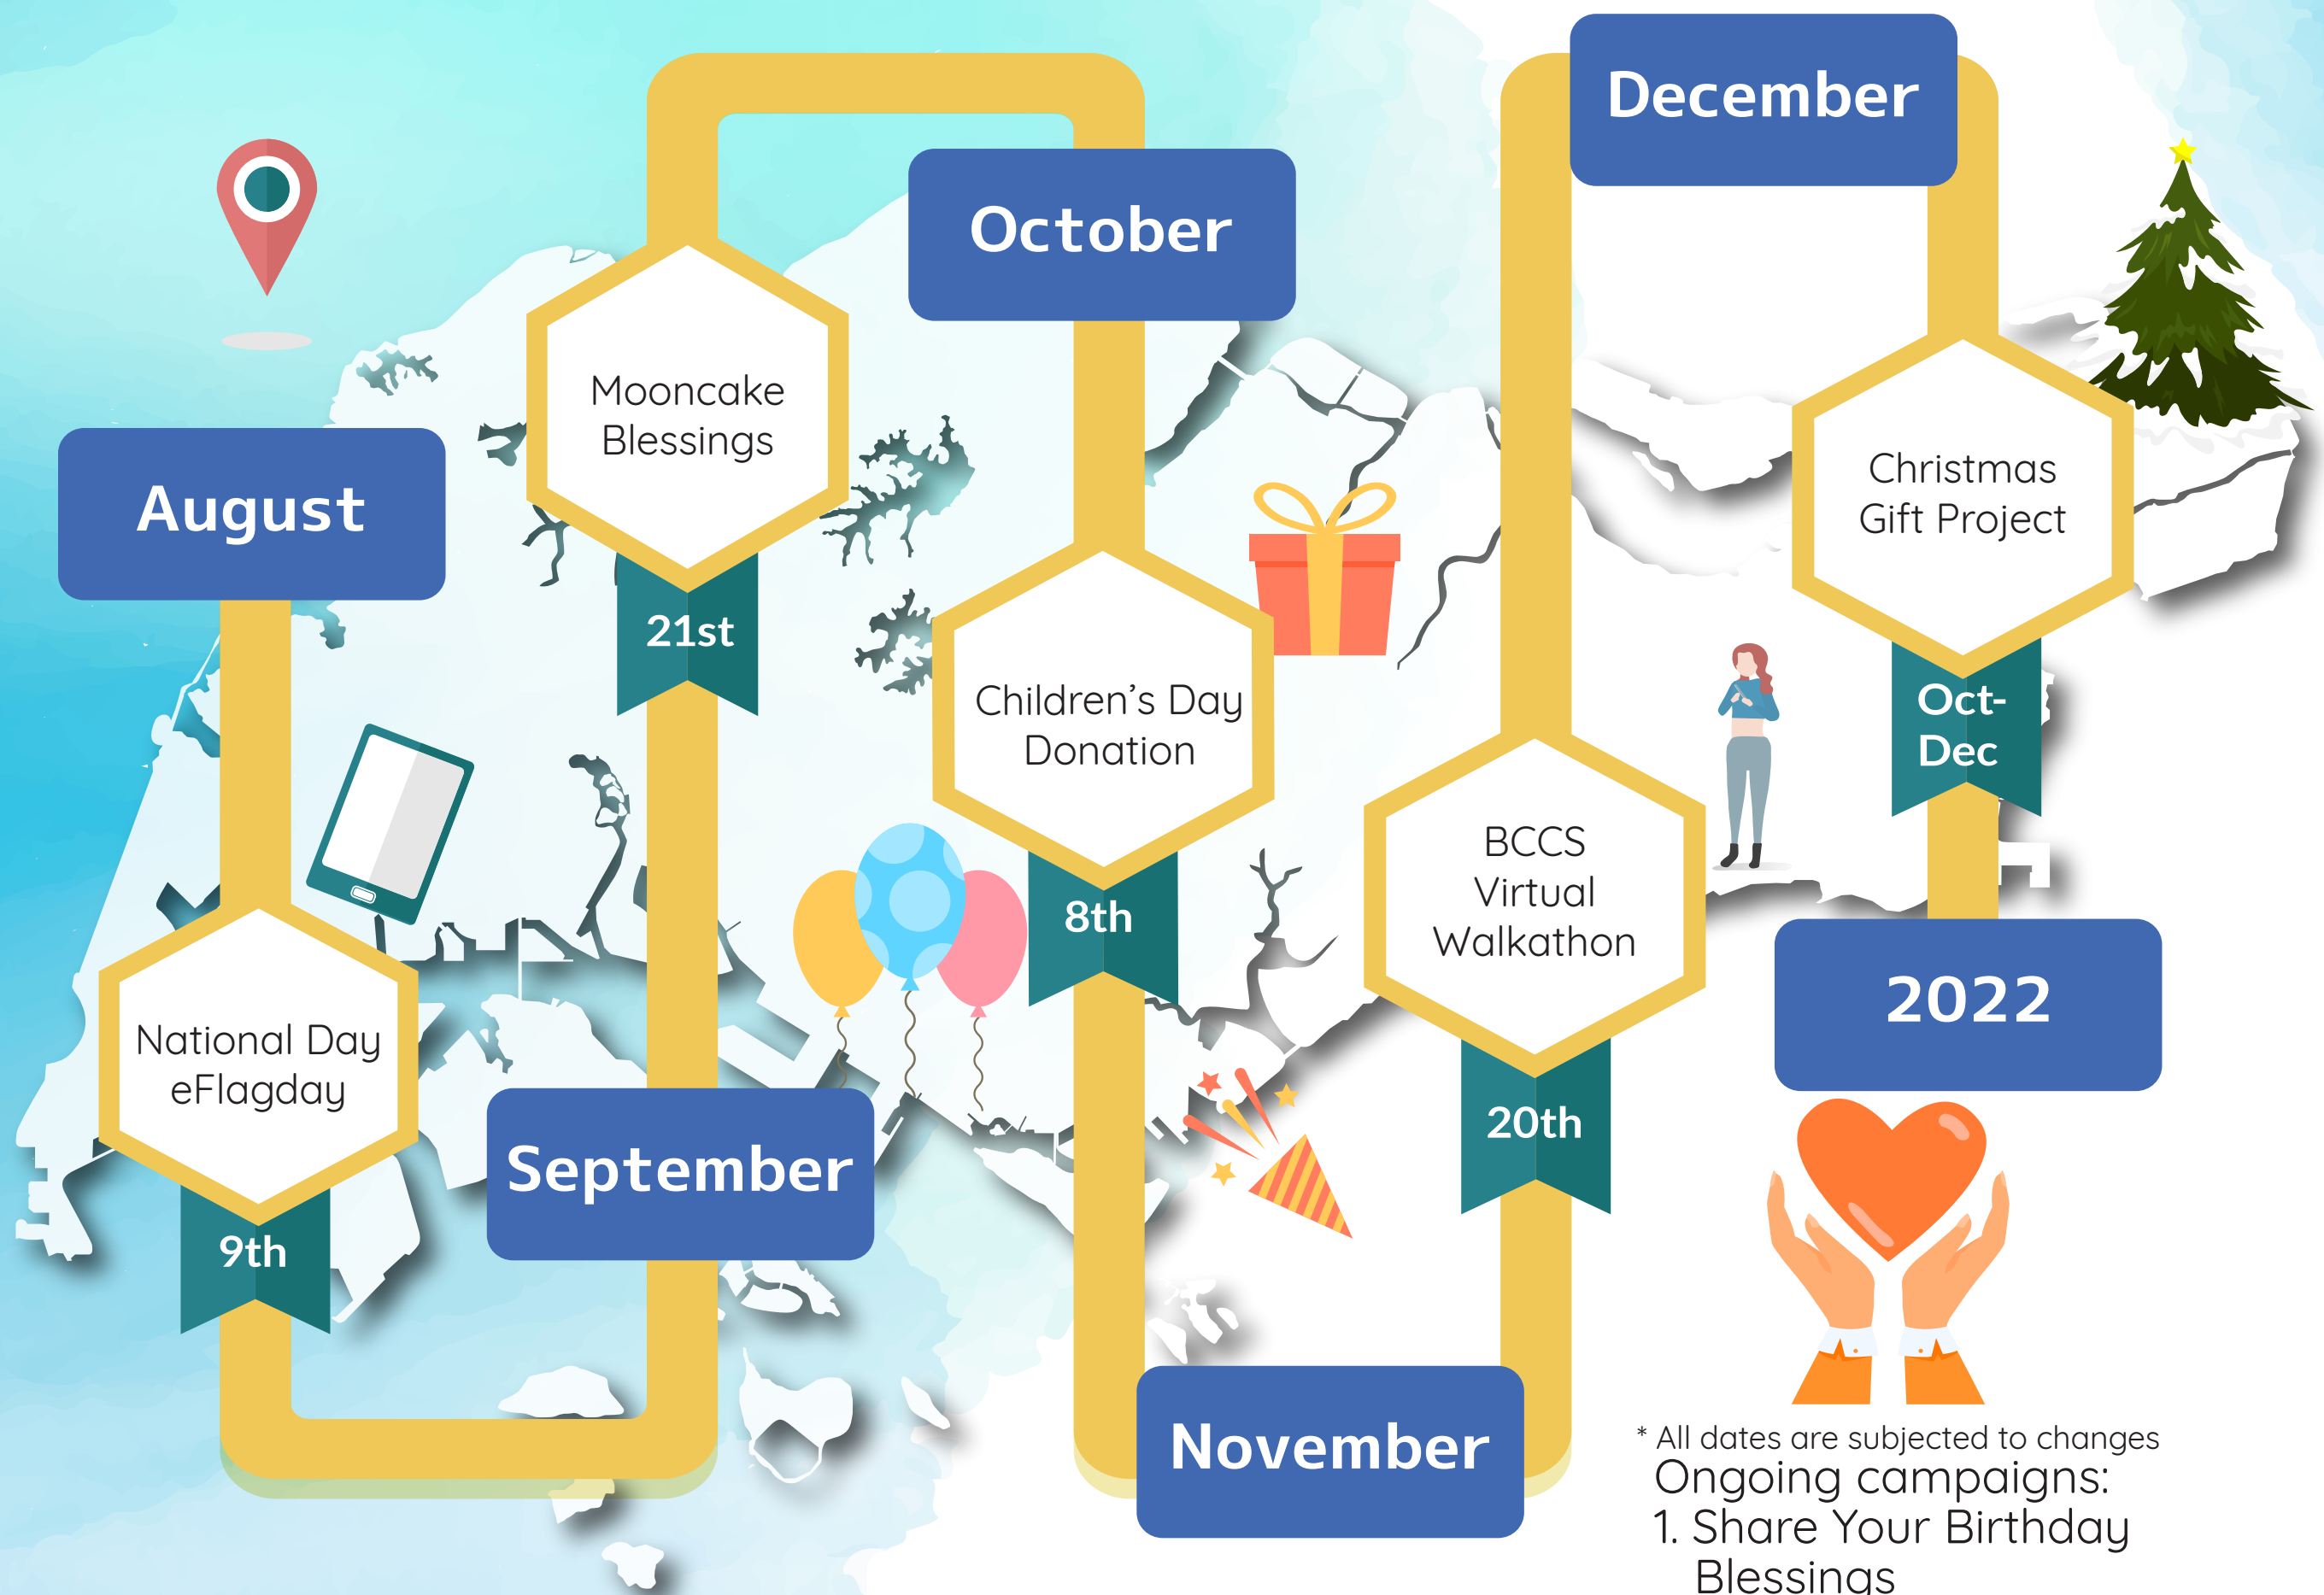 August
National Day
eFlagday
9th
September
Mooncake
Blessings
21st
October
Children's Day
Donation
8th
November
BCCS
Virtual
Walkathon
20th
December
Christmas
Gift Project
Oct-
Dec
2022
* All dates are subjected to changes
Ongoing campaigns:
1. Share Your Birthday
Blessings